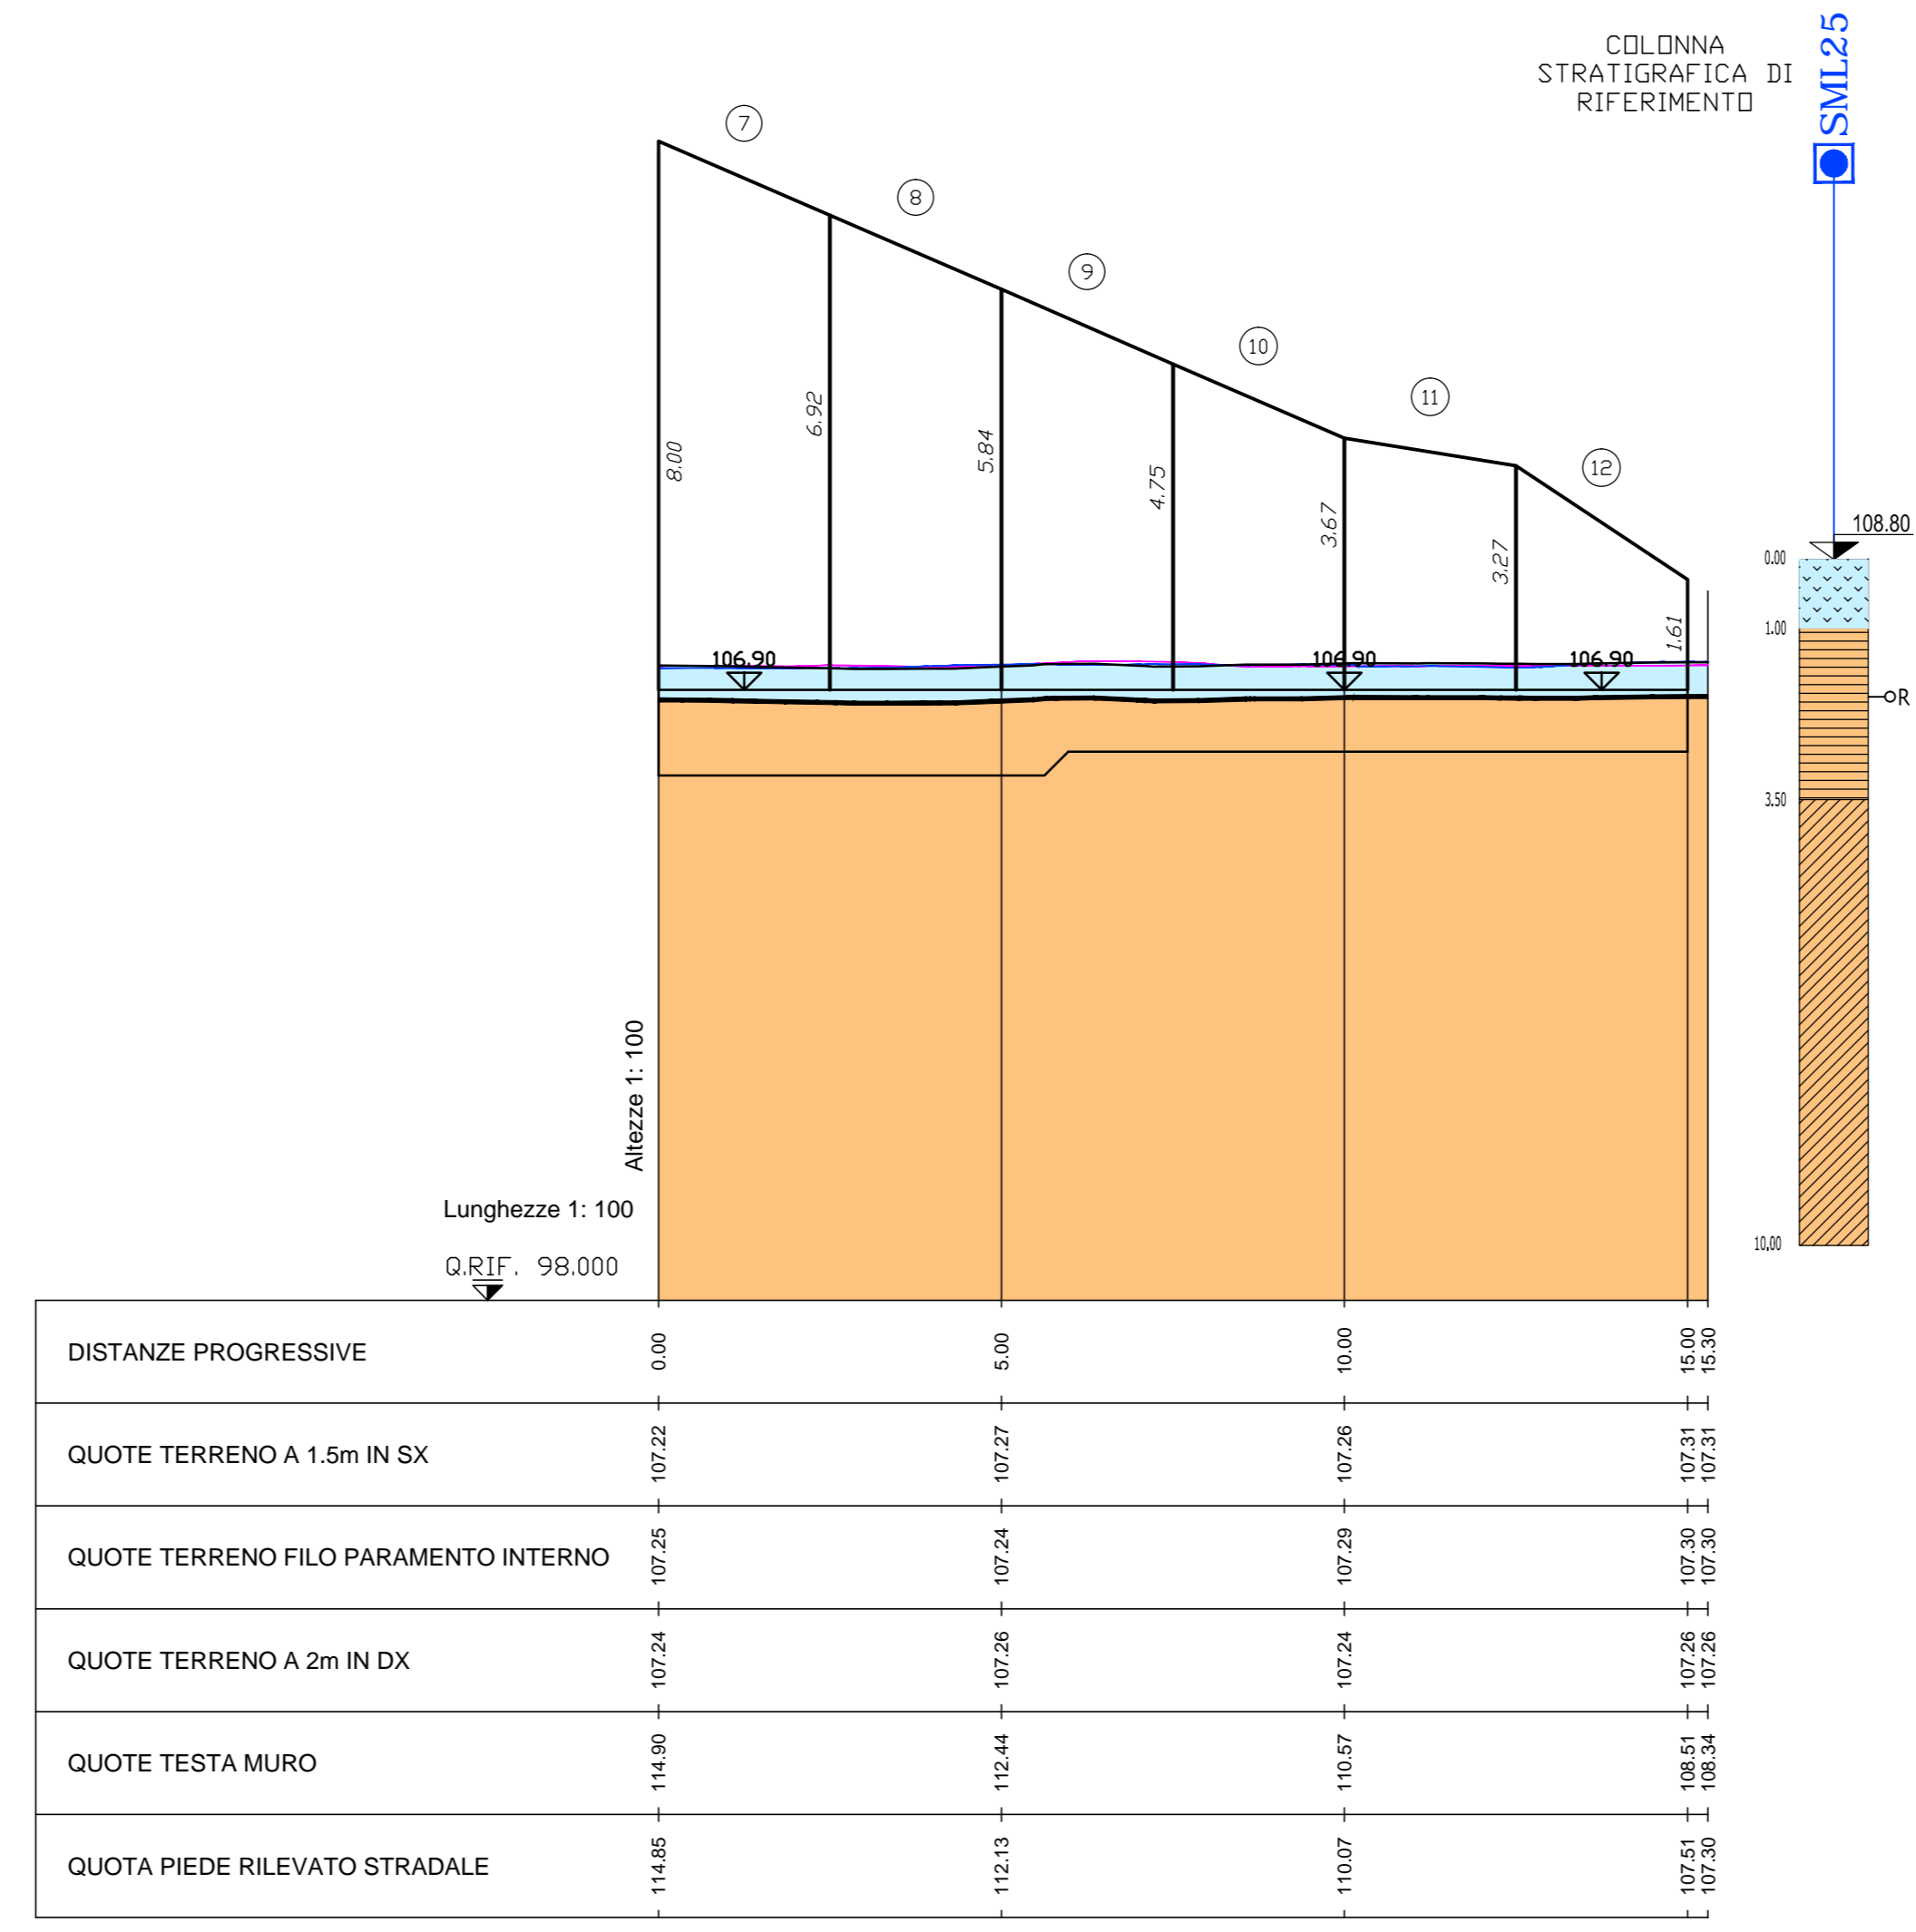 COLONNA
STRATIGRAFICA DI
RIFERIMENTO
SML25
7
8
9
10
11
12
8.00
6.92
5.84
4.75
3.67
3.27
1.61
106.90
106.90
106.90
108.80
0.00
1.00
3.50
10.00
R
Altezze 1: 100
Lunghezze 1: 100
Q.RIF. 98.000
DISTANZE PROGRESSIVE 0.00 5.00 10.00 15.00 15.30
QUOTE TERRENO A 1.5m IN SX 107.22 107.27 107.26 107.31 107.31
QUOTE TERRENO FILO PARAMENTO INTERNO 107.25 107.24 107.29 107.30 107.30
QUOTE TERRENO A 2m IN DX 107.24 107.26 107.24 107.26 107.26
QUOTE TESTA MURO 114.90 112.44 110.57 108.51 108.34
QUOTA PIEDE RILEVATO STRADALE 114.85 112.13 110.07 107.51 107.30